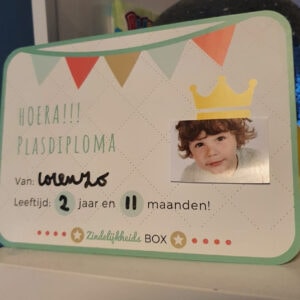 HOERA!!!
PLASDIPLOMA
Van: Lorenzo
Leeftijd: 2 jaar en 11 maanden!
Zindelijkheids BOX